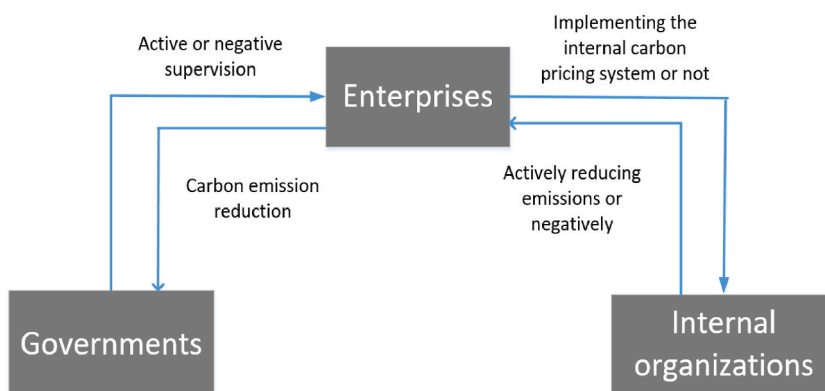 Active or negative
supervision
Enterprises
Implementing the
internal carbon
pricing system or not
Carbon emission
reduction
Actively reducing
emissions or
negatively
Governments
Internal
organizations